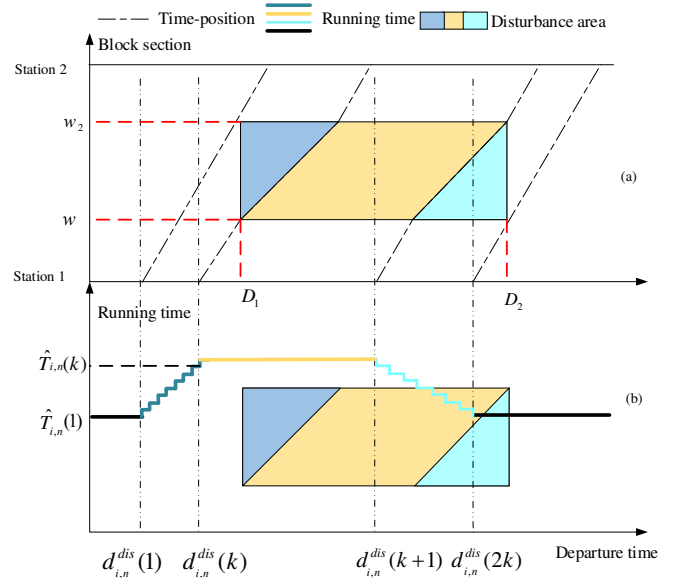 Time-position Running time Disturbance area
Block section
Station 2
w₂
(a)
w
Station 1
D₁ D₂
Running time
T̂ᵢ,ₙ(k)
(b)
T̂ᵢ,ₙ(1)
dᵢ,ₙᵈⁱˢ(1) dᵢ,ₙᵈⁱˢ(k) dᵢ,ₙᵈⁱˢ(k+1) dᵢ,ₙᵈⁱˢ(2k) Departure time